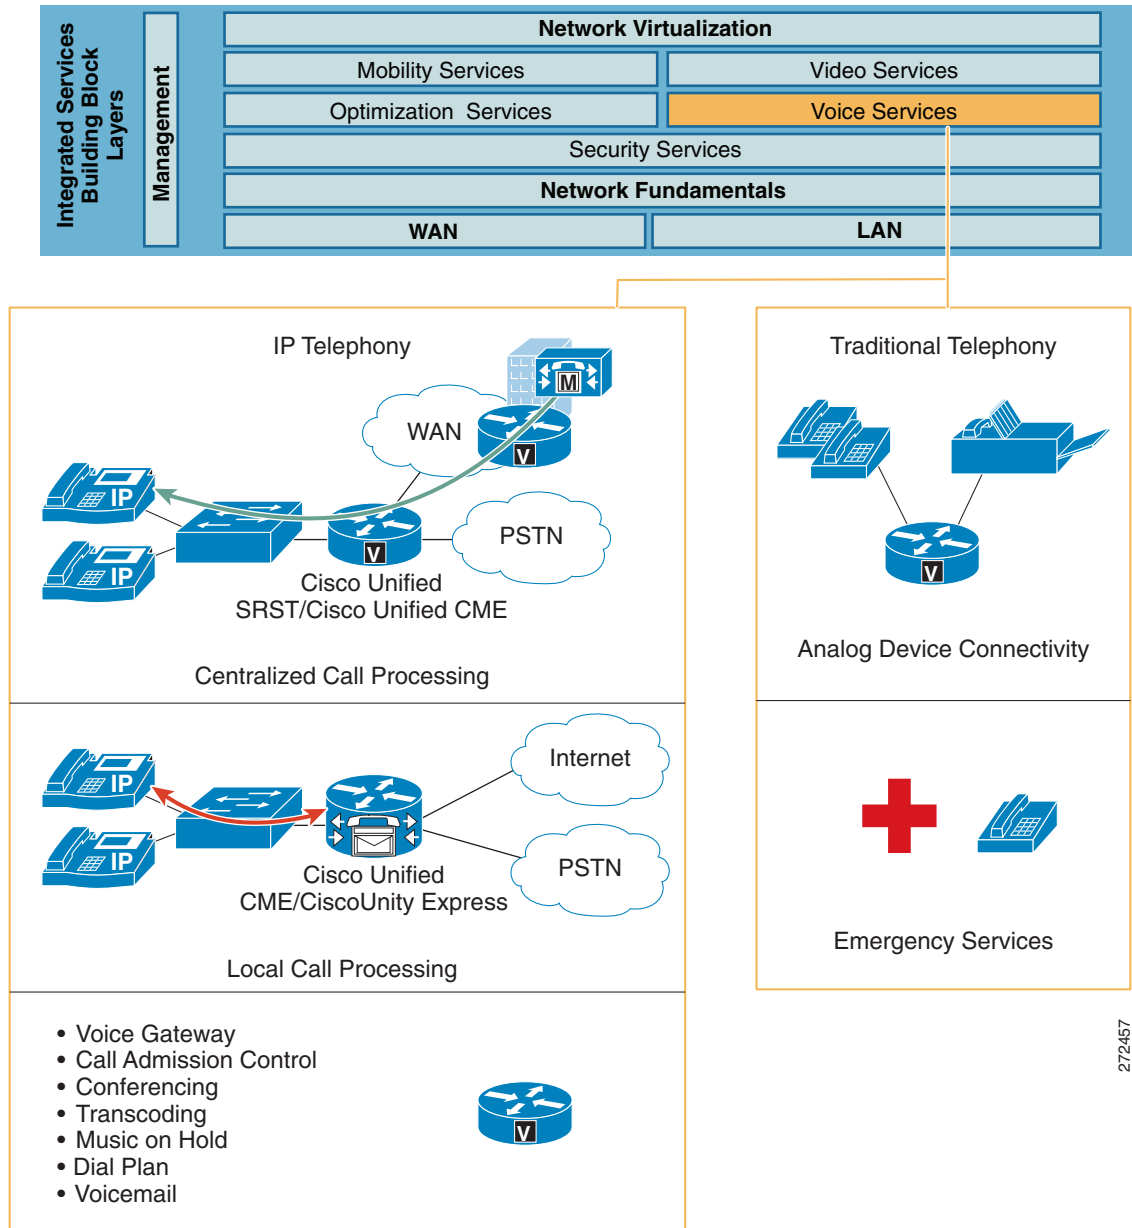 Integrated Services
Building Block
Layers
Management
Network Virtualization
Mobility Services
Video Services
Optimization Services
Voice Services
Security Services
Network Fundamentals
WAN
LAN
IP Telephony
M
WAN
V
IP
IP
V
PSTN
Cisco Unified
SRST/Cisco Unified CME
Centralized Call Processing
IP
IP
Internet
PSTN
Cisco Unified
CME/CiscoUnity Express
Local Call Processing
• Voice Gateway
• Call Admission Control
• Conferencing
• Transcoding
• Music on Hold
• Dial Plan
• Voicemail
V
Traditional Telephony
V
Analog Device Connectivity
Emergency Services
272457